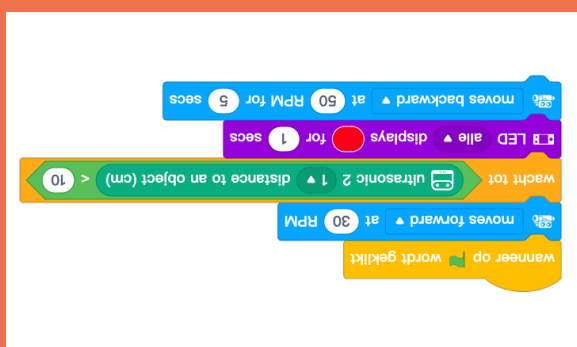 wanneer op wordt geklikt
moves forward at 30 RPM
wacht tot ultrasonic 2 1 distance to an object (cm) < 10
LED alle displays for 1 secs
moves backward at 50 RPM for 5 secs